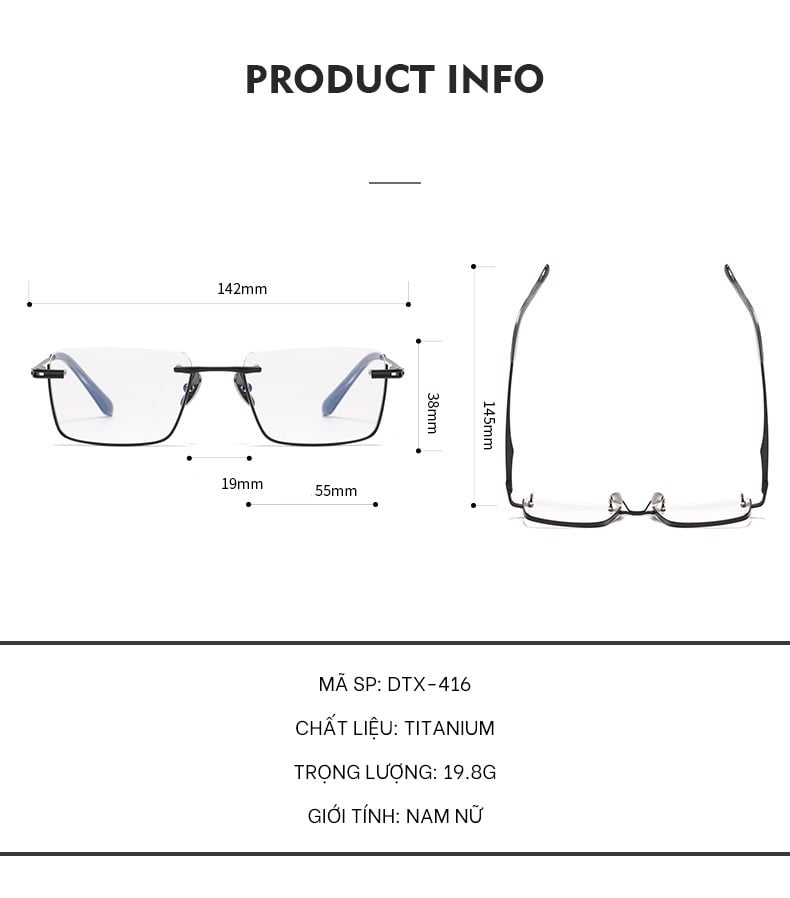 PRODUCT INFO
142mm
38mm
145mm
19mm
55mm
MÃ SP: DTX-416
CHẤT LIỆU: TITANIUM
TRỌNG LƯỢNG: 19.8G
GIỚI TÍNH: NAM NỮ